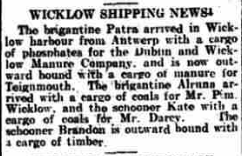 WICKLOW SHIPPING NEWS.
The brigantine Patra arrived in Wicklow
harbour from Antwerp with a cargo
of phosphates for the Dublin and Wick-
low Manure Company, and is now out-
ward bound with a cargo of manure for
Teignmouth. The brigantine Alruna ar-
rived with a cargo of coals for Mr. Pim,
Wicklow, and the schooner Kate with a
cargo of coals for Mr. Darcy. The
schooner Brandon is outward bound with
a cargo of timber.